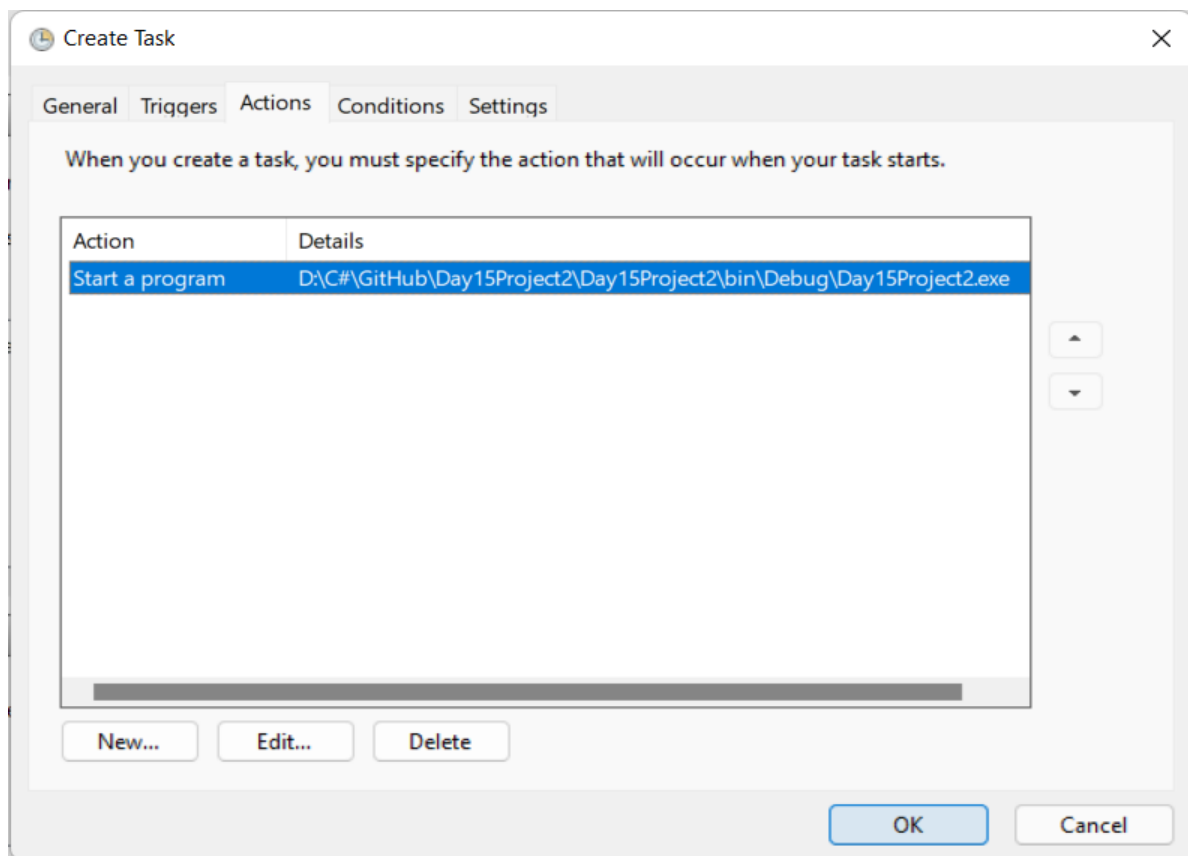 Create Task
General Triggers Actions Conditions Settings
When you create a task, you must specify the action that will occur when your task starts.
Action Details
Start a program D:\C#\GitHub\Day15Project2\Day15Project2\bin\Debug\Day15Project2.exe
New... Edit... Delete
OK Cancel